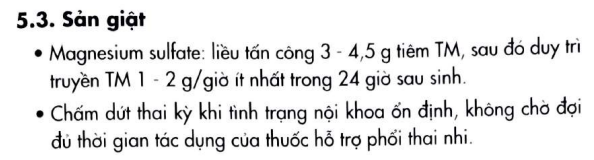 5.3. Sản giật
• Magnesium sulfate: liều tấn công 3 - 4,5 g tiêm TM, sau đó duy trì
truyền TM 1 - 2 g/giờ ít nhất trong 24 giờ sau sinh.
• Chấm dứt thai kỳ khi tình trạng nội khoa ổn định, không chờ đợi
đủ thời gian tác dụng của thuốc hỗ trợ phổi thai nhi.